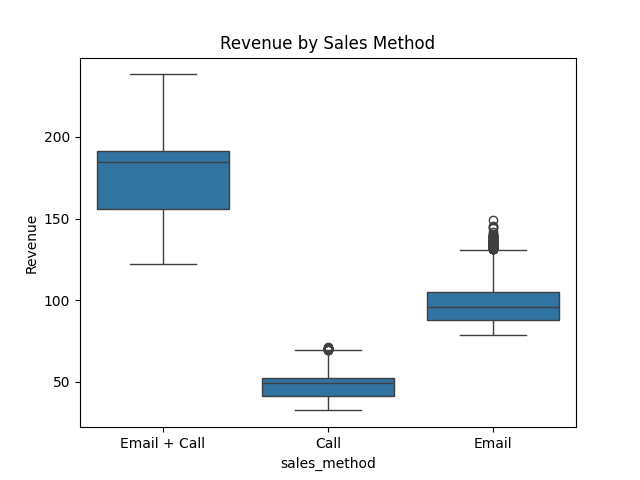 Revenue by Sales Method
Revenue
200
150
100
50
Email + Call
Call
Email
sales_method